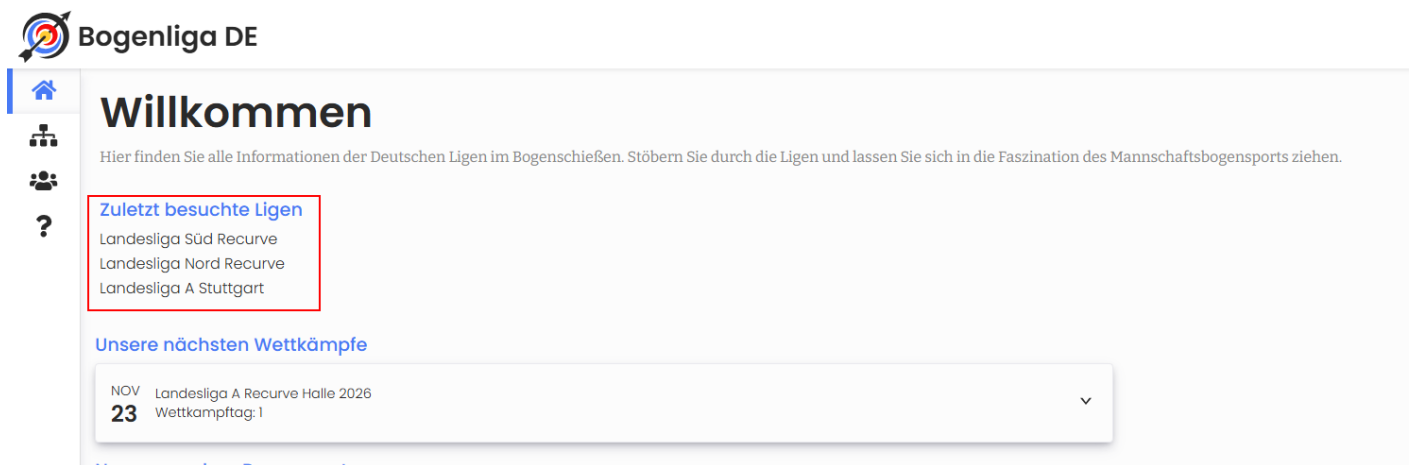 Bogenliga DE
Willkommen
Hier finden Sie alle Informationen der Deutschen Ligen im Bogenschießen. Stöbern Sie durch die Ligen und lassen Sie sich in die Faszination des Mannschaftsbogensports ziehen.
Zuletzt besuchte Ligen
Landesliga Süd Recurve
Landesliga Nord Recurve
Landesliga A Stuttgart
?
Unsere nächsten Wettkämpfe
NOV
23
Landesliga A Recurve Halle 2026
Wettkampftag: 1